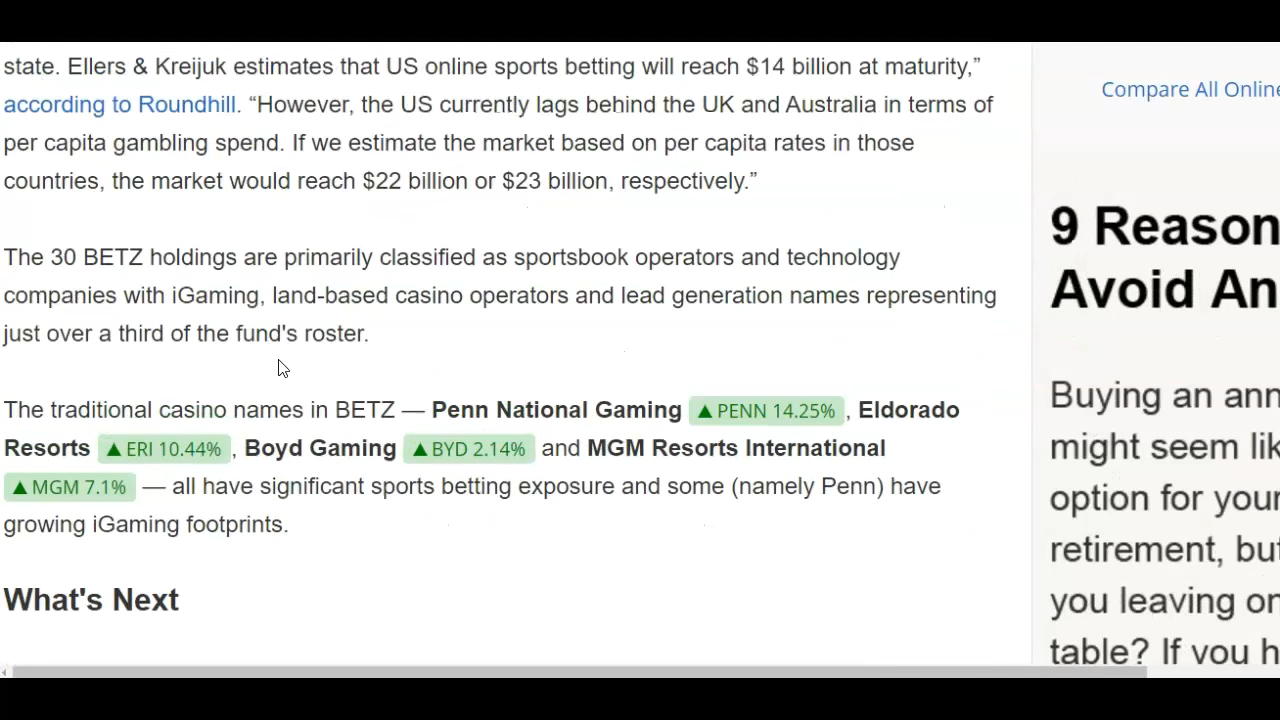 state. Ellers & Kreijuk estimates that US online sports betting will reach $14 billion at maturity,”
according to Roundhill. “However, the US currently lags behind the UK and Australia in terms of
per capita gambling spend. If we estimate the market based on per capita rates in those
countries, the market would reach $22 billion or $23 billion, respectively.”
The 30 BETZ holdings are primarily classified as sportsbook operators and technology
companies with iGaming, land-based casino operators and lead generation names representing
just over a third of the fund's roster.
The traditional casino names in BETZ — Penn National Gaming ▲ PENN 14.25% , Eldorado
Resorts ▲ ERI 10.44% , Boyd Gaming ▲ BYD 2.14% and MGM Resorts International
▲ MGM 7.1% — all have significant sports betting exposure and some (namely Penn) have
growing iGaming footprints.
What's Next
Compare All Online
9 Reason
Avoid An
Buying an ann
might seem lik
option for your
retirement, but
you leaving on
table? If you h